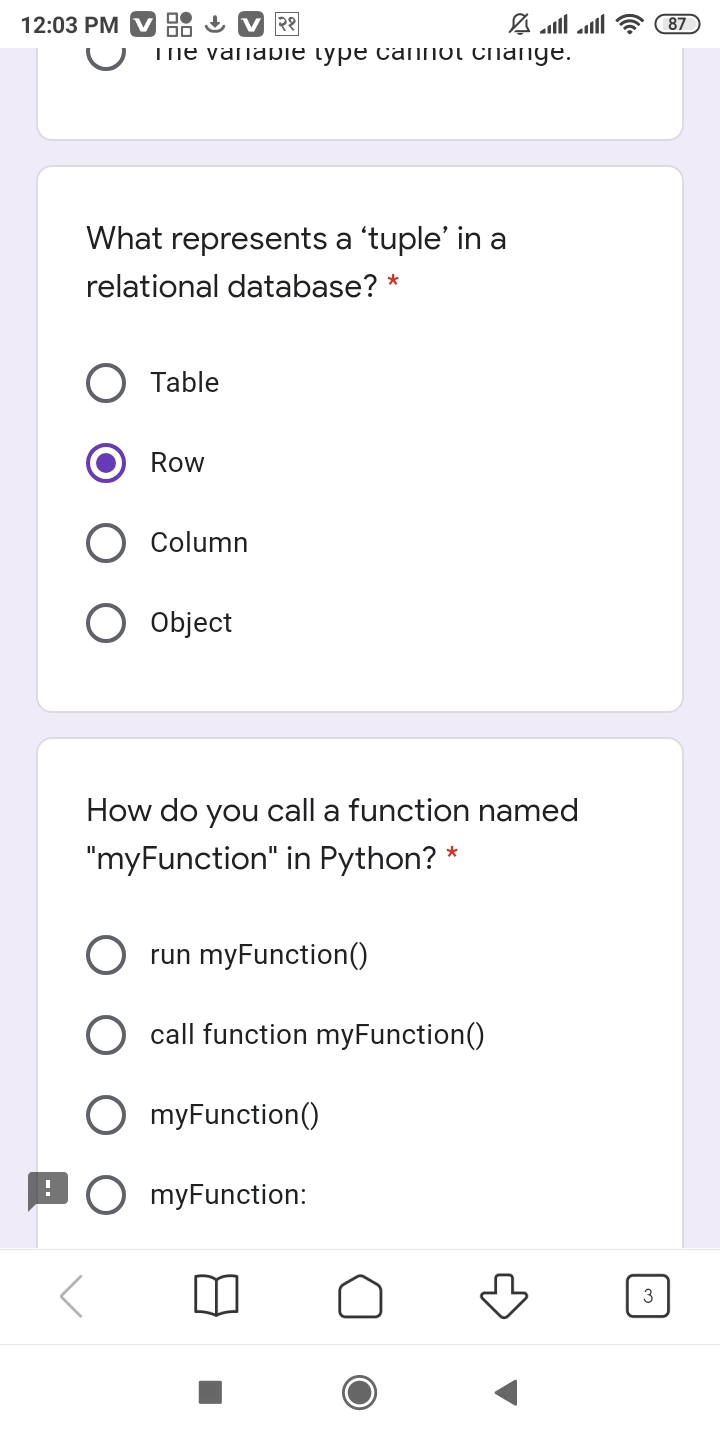 12:03 PM २१ 87
The variable type cannot change.
What represents a ‘tuple’ in a
relational database? *
Table
Row
Column
Object
How do you call a function named
"myFunction" in Python? *
run myFunction()
call function myFunction()
myFunction()
myFunction:
3